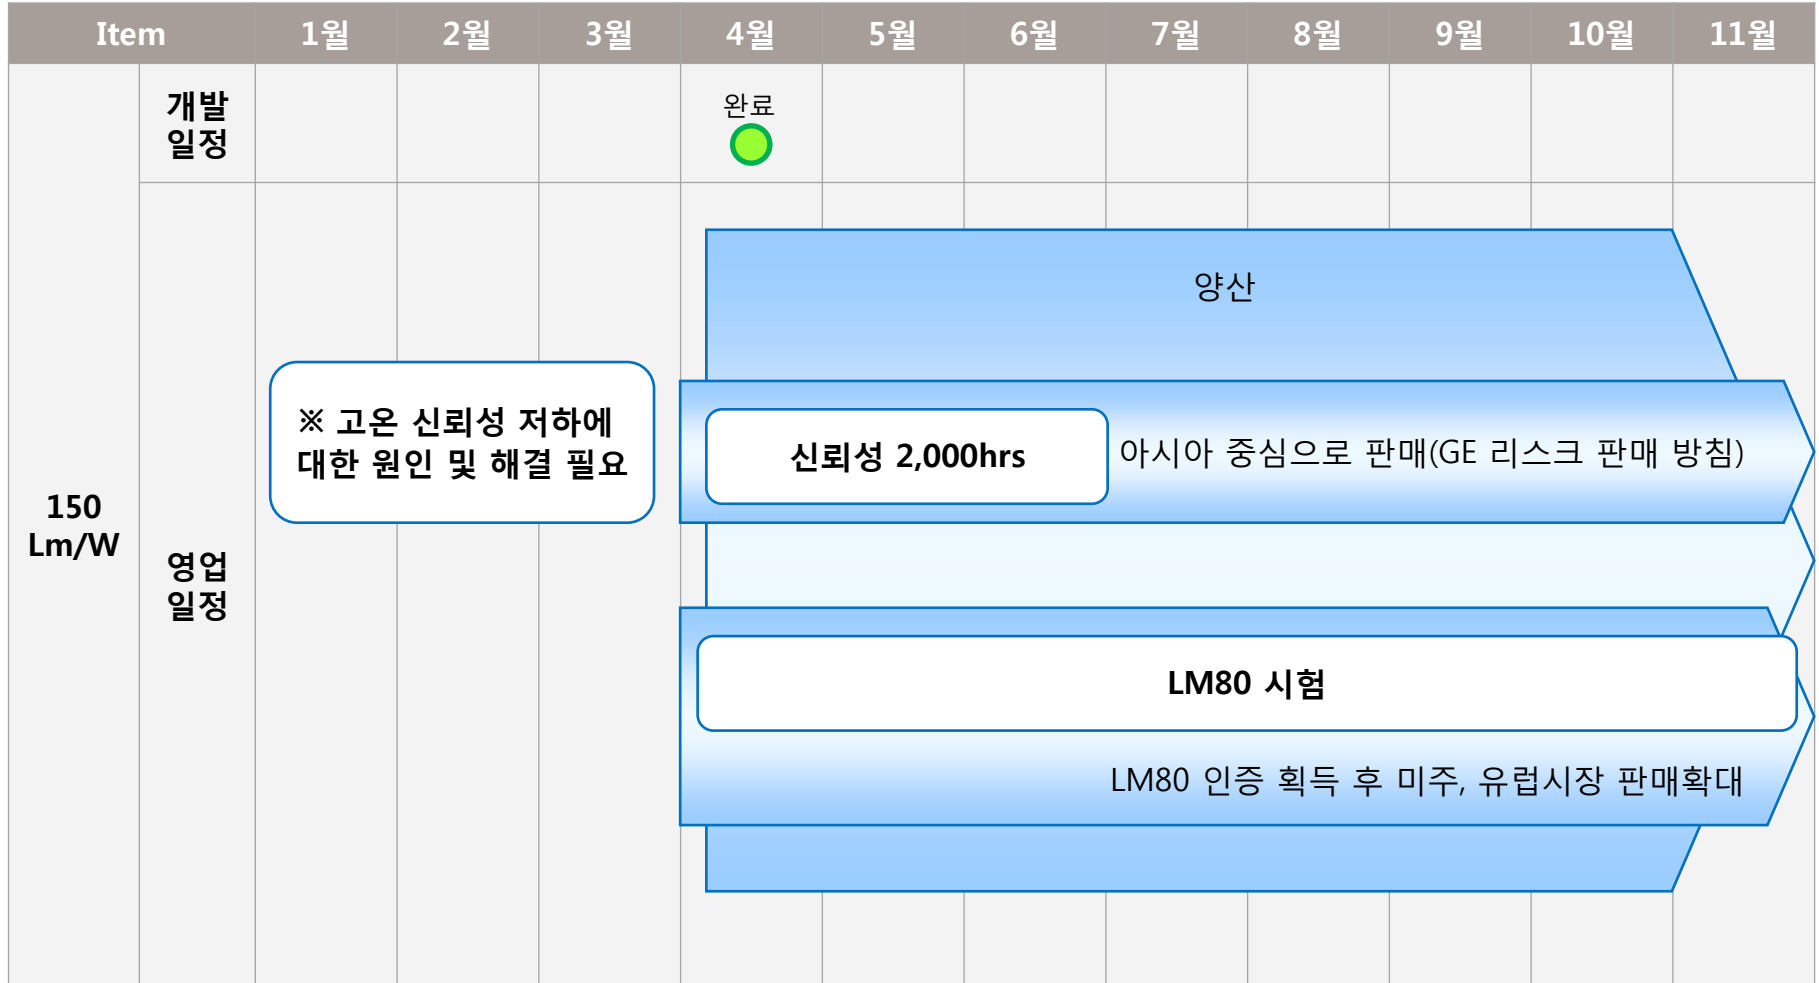 Item 1월 2월 3월 4월 5월 6월 7월 8월 9월 10월 11월
150
Lm/W
개발
일정
완료
영업
일정
양산
※ 고온 신뢰성 저하에
대한 원인 및 해결 필요
신뢰성 2,000hrs
아시아 중심으로 판매(GE 리스크 판매 방침)
LM80 시험
LM80 인증 획득 후 미주, 유럽시장 판매확대